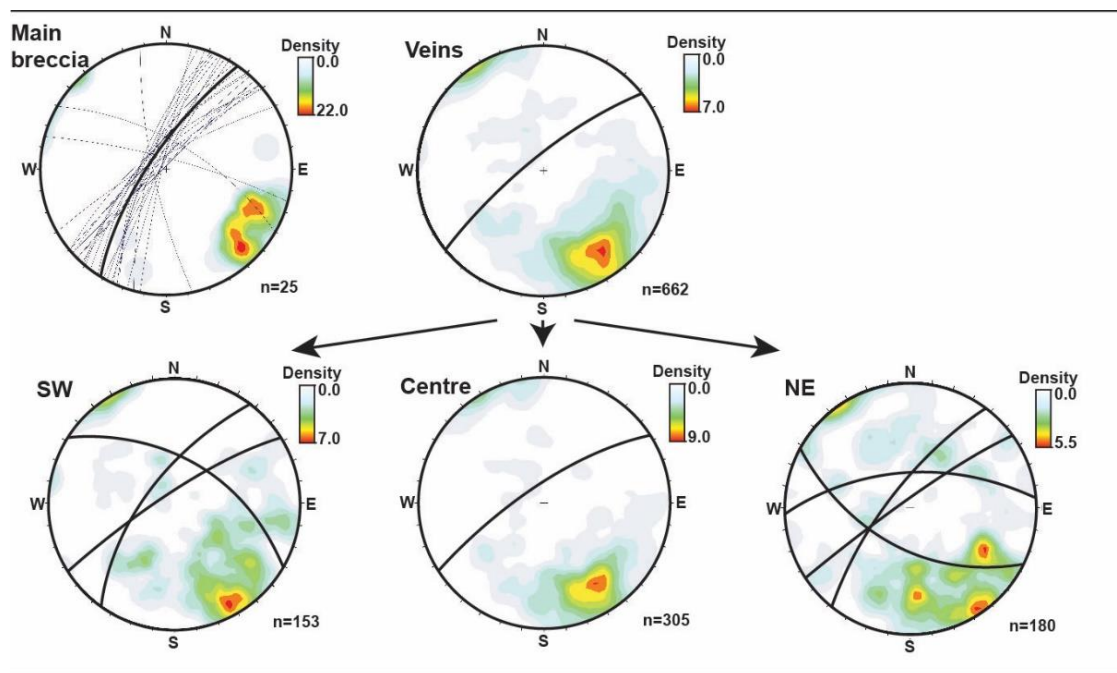 Main
breccia
N
Density
0.0
22.0
W
E
S
n=25
Veins
N
Density
0.0
7.0
W
E
S
n=662
SW
N
Density
0.0
7.0
W
E
S
n=153
Centre
N
Density
0.0
9.0
W
E
S
n=305
NE
N
Density
0.0
5.5
W
E
S
n=180